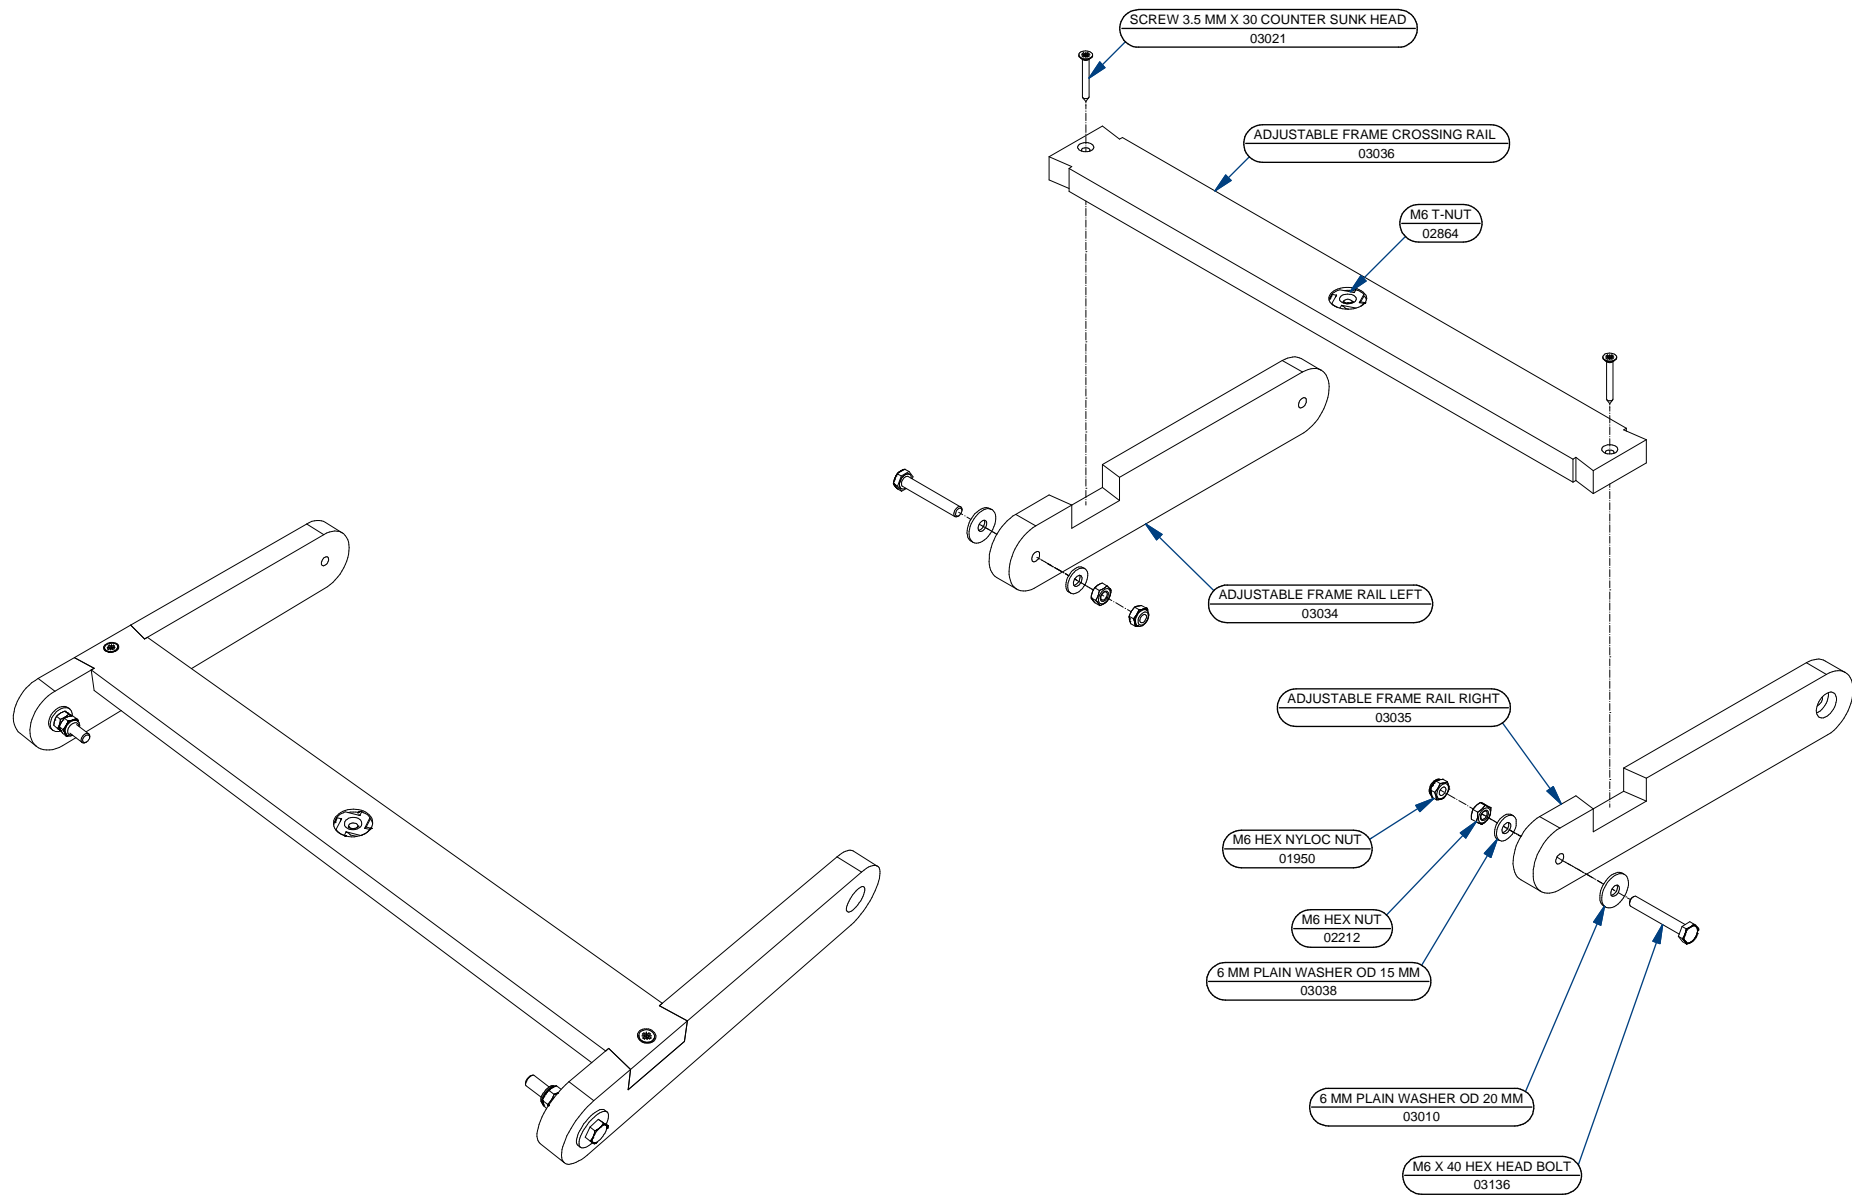 SCREW 3.5 MM X 30 COUNTER SUNK HEAD
03021
ADJUSTABLE FRAME CROSSING RAIL
03036
M6 T-NUT
02864
ADJUSTABLE FRAME RAIL LEFT
03034
ADJUSTABLE FRAME RAIL RIGHT
03035
M6 HEX NYLOC NUT
01950
M6 HEX NUT
02212
6 MM PLAIN WASHER OD 15 MM
03038
6 MM PLAIN WASHER OD 20 MM
03010
M6 X 40 HEX HEAD BOLT
03136